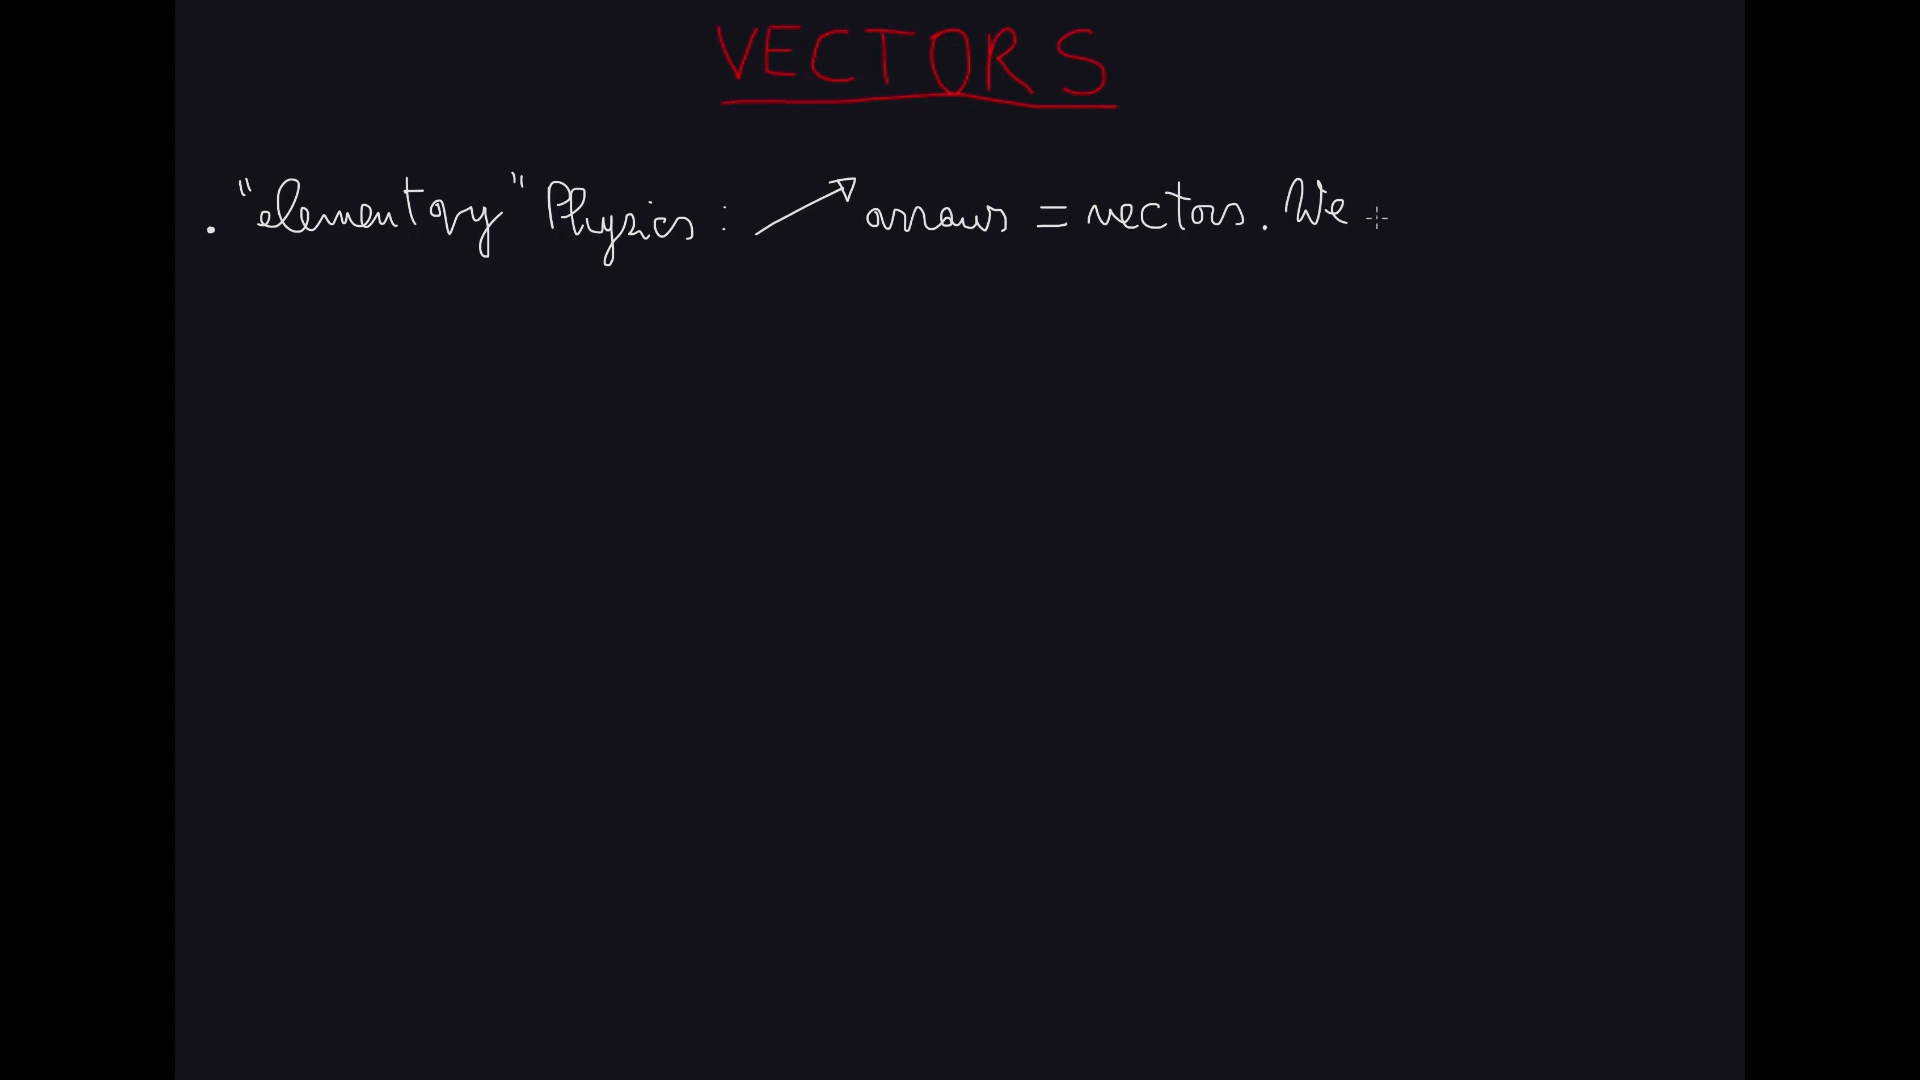 VECTORS
. "elementary" Physics : arrows = vectors. We